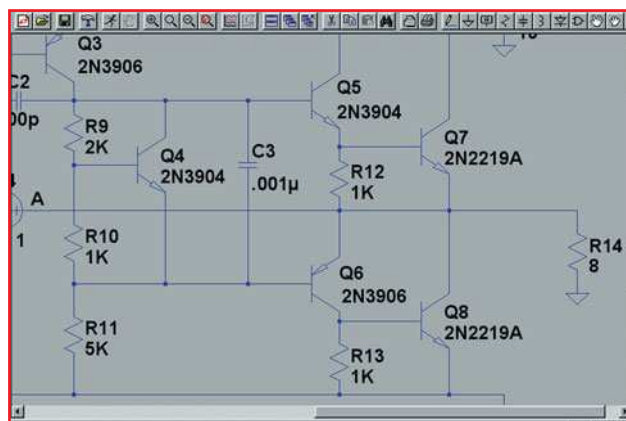 Q3
2N3906
C2
00p
R9
2K
Q4
2N3904
C3
.001µ
Q5
2N3904
Q7
2N2219A
R12
1K
A
1
R10
1K
R14
8
Q6
2N3906
Q8
2N2219A
R11
5K
R13
1K